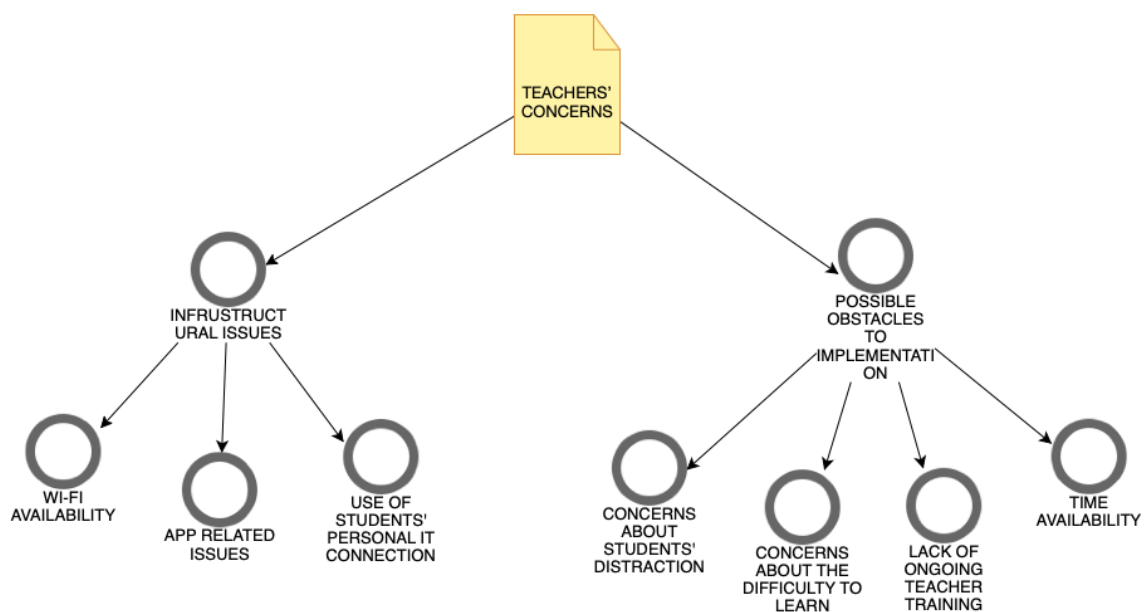 TEACHERS'
CONCERNS
INFRUSTRUCT
URAL ISSUES
POSSIBLE
OBSTACLES
TO
IMPLEMENTATI
ON
WI-FI
AVAILABILITY
APP RELATED
ISSUES
USE OF
STUDENTS'
PERSONAL IT
CONNECTION
CONCERNS
ABOUT
STUDENTS'
DISTRACTION
CONCERNS
ABOUT THE
DIFFICULTY TO
LEARN
LACK OF
ONGOING
TEACHER
TRAINING
TIME
AVAILABILITY